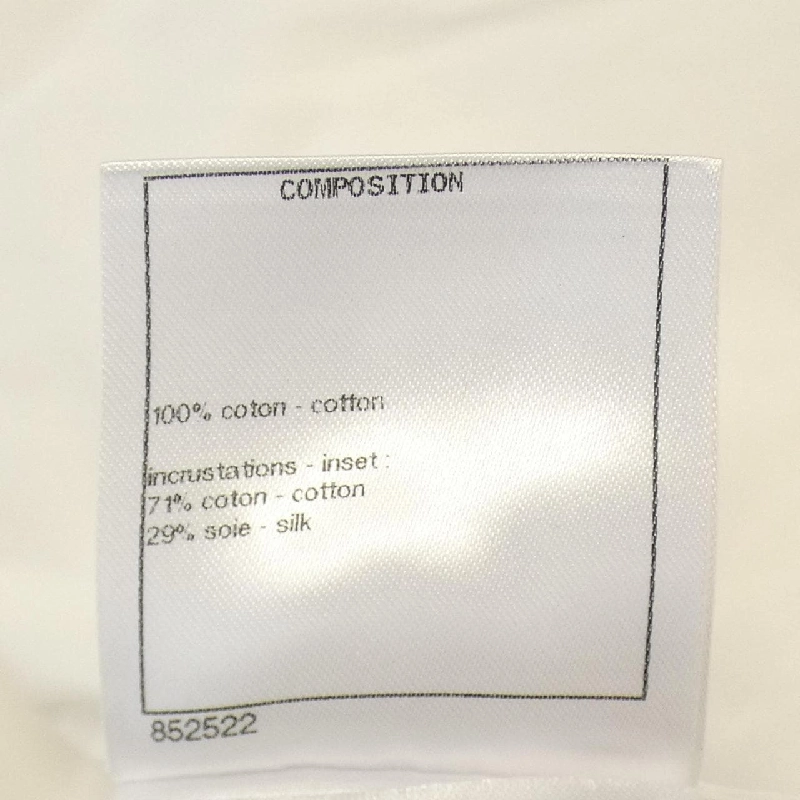 COMPOSITION
100% coton - cotton
incrustations - inset :
71% coton - cotton
29% soie - silk
852522